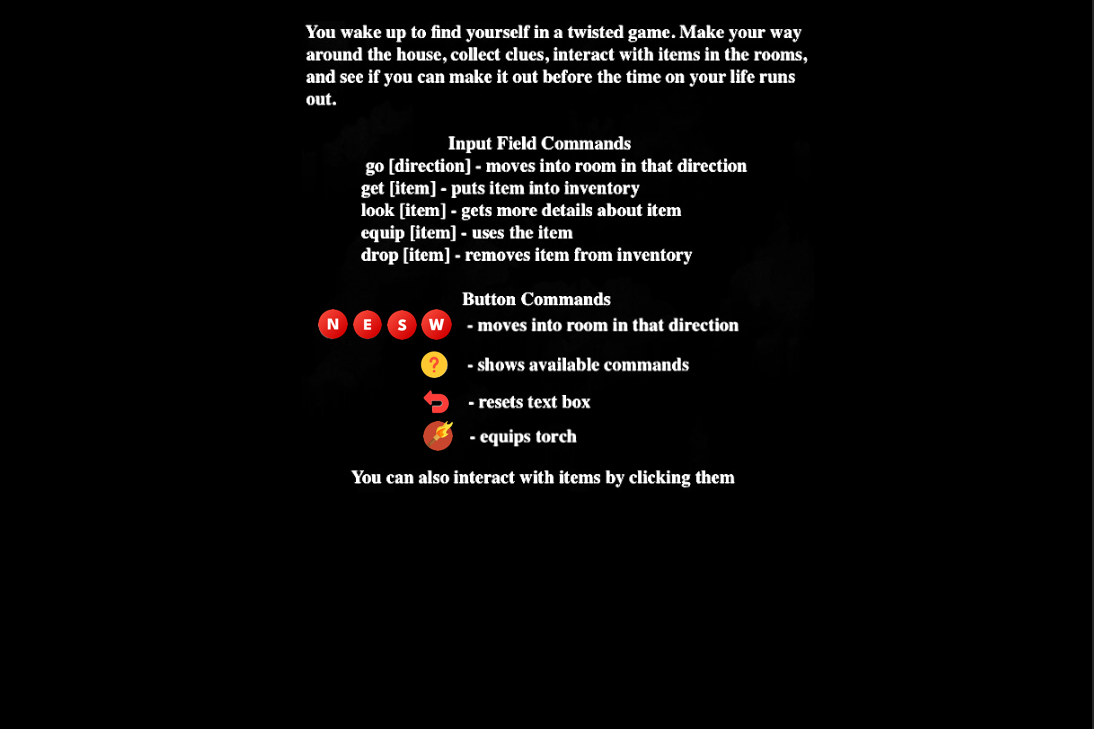 You wake up to find yourself in a twisted game. Make your way
around the house, collect clues, interact with items in the rooms,
and see if you can make it out before the time on your life runs
out.
Input Field Commands
go [direction] - moves into room in that direction
get [item] - puts item into inventory
look [item] - gets more details about item
equip [item] - uses the item
drop [item] - removes item from inventory
Button Commands
N E S W - moves into room in that direction
? - shows available commands
- resets text box
- equips torch
You can also interact with items by clicking them